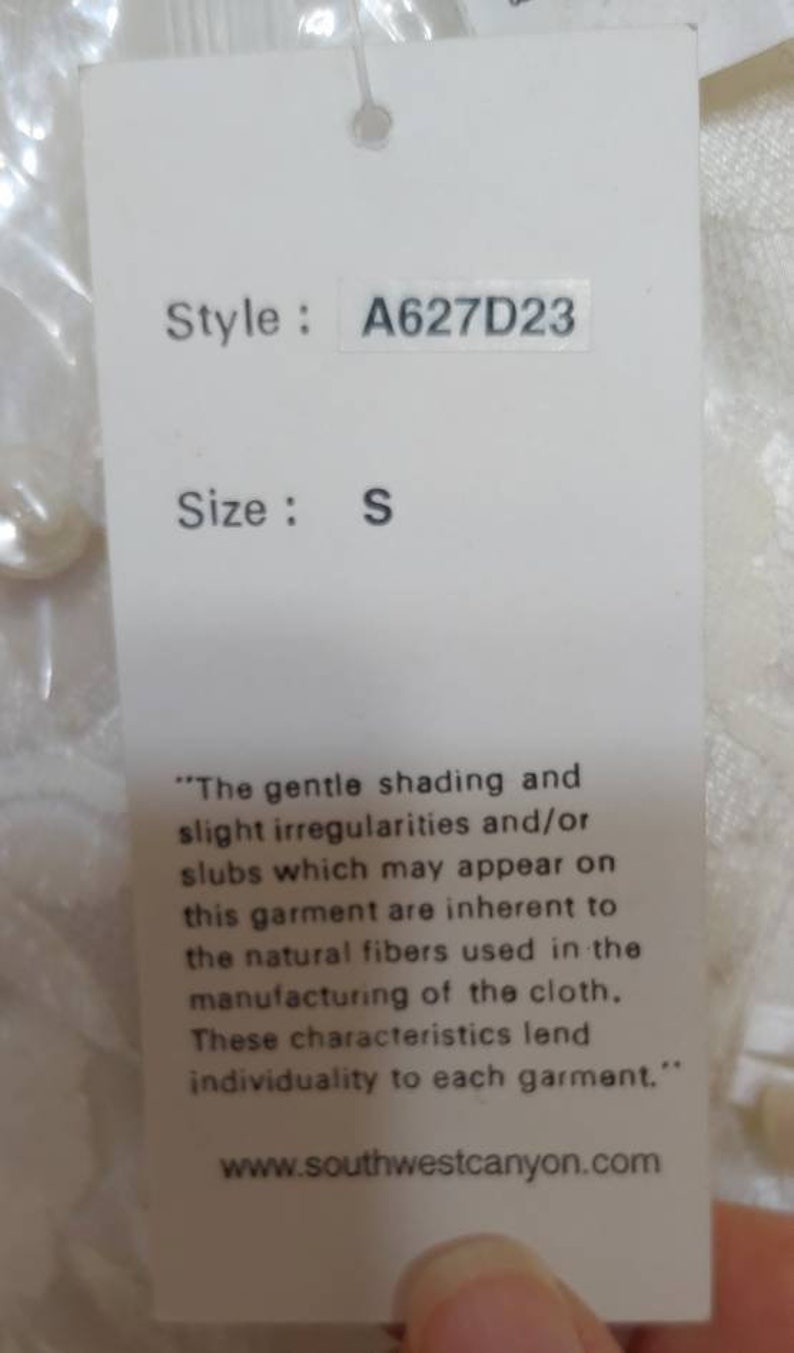 Style : A627D23
Size : S
"The gentle shading and
slight irregularities and/or
slubs which may appear on
this garment are inherent to
the natural fibers used in the
manufacturing of the cloth.
These characteristics lend
individuality to each garment."
www.southwestcanyon.com